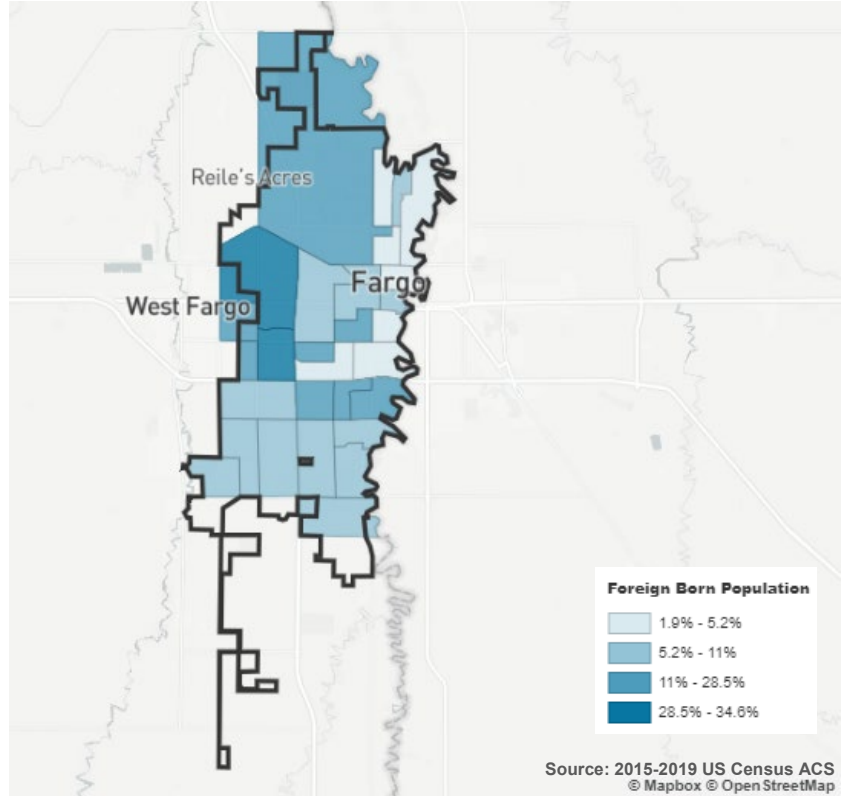 Reile's Acres
Fargo
West Fargo
Foreign Born Population
1.9% - 5.2%
5.2% - 11%
11% - 28.5%
28.5% - 34.6%
Source: 2015-2019 US Census ACS
© Mapbox © OpenStreetMap